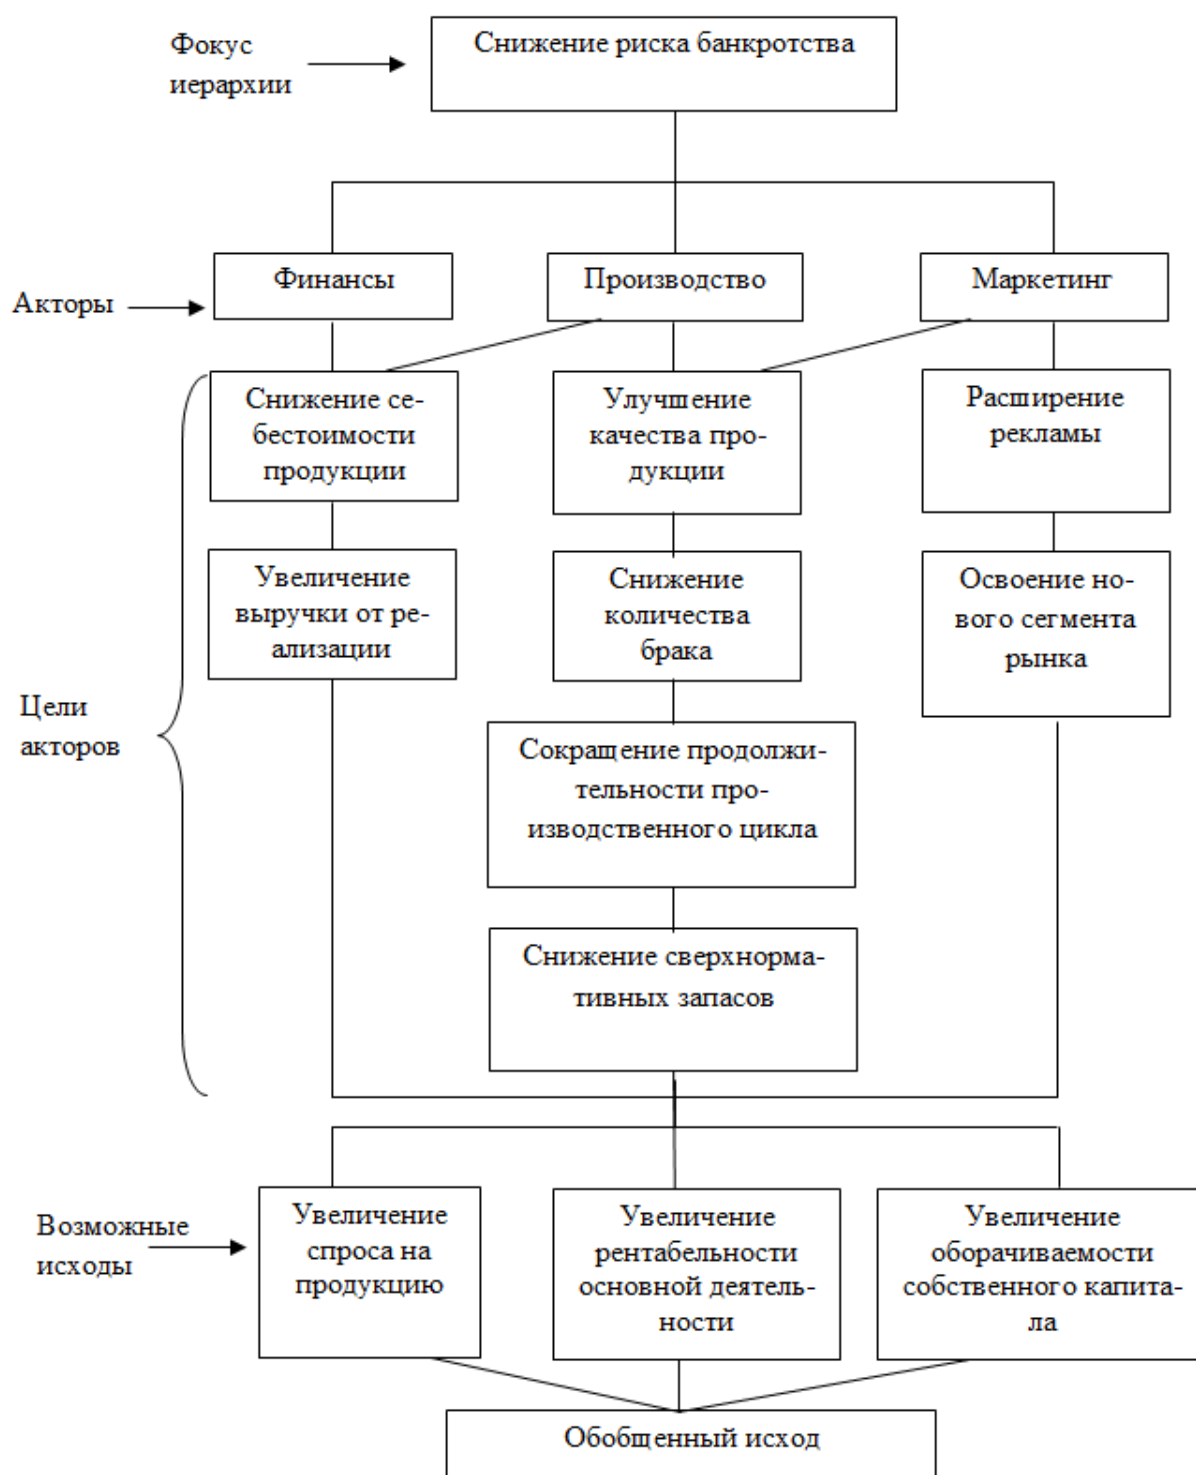 Снижение риска банкротства
Фокус
иерархии
Финансы
Производство
Маркетинг
Акторы
Снижение се-
бестоимости
продукции
Улучшение
качества про-
дукции
Расширение
рекламы
Увеличение
выручки от ре-
ализации
Снижение
количества
брака
Освоение но-
вого сегмента
рынка
Цели
акторов
Сокращение продолжи-
тельности про-
изводственного цикла
Снижение сверхнорма-
тивных запасов
Возможные
исходы
Увеличение
спроса на
продукцию
Увеличение
рентабельности
основной деятель-
ности
Увеличение
оборачиваемости
собственного капита-
ла
Обобщенный исход